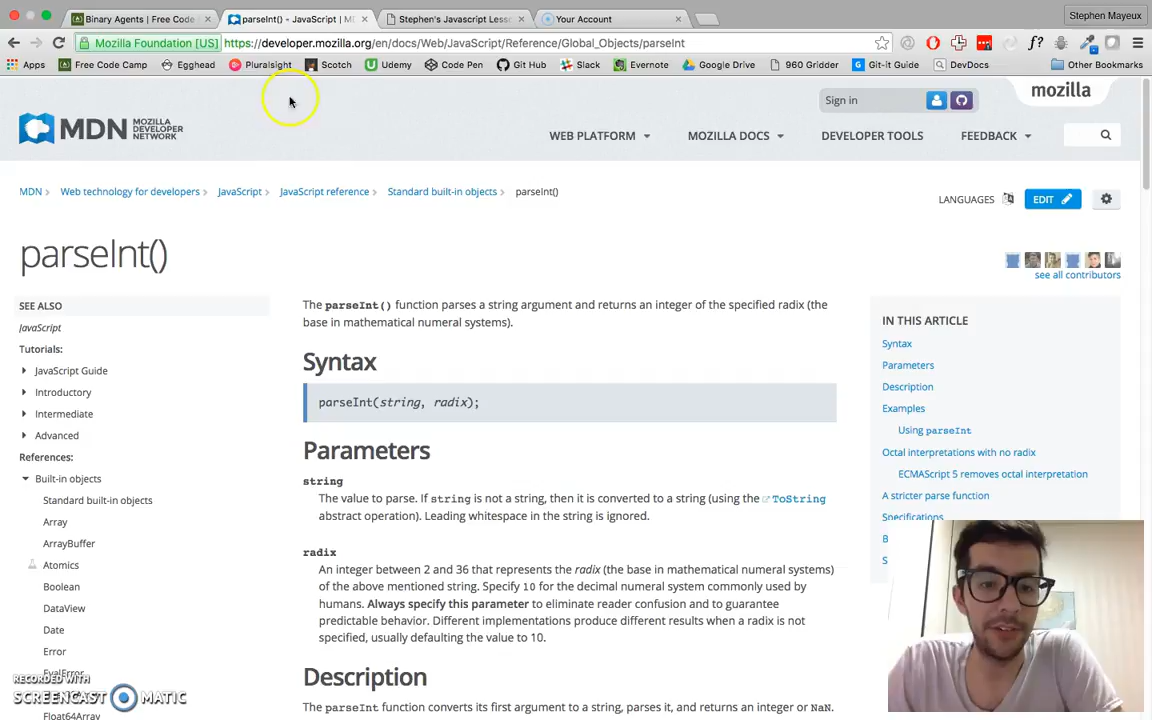 Binary Agents | Free Code
parseInt() - JavaScript | M
Stephen's Javascript Less
Your Account
Stephen Mayeux
Mozilla Foundation [US]
https://developer.mozilla.org/en/docs/Web/JavaScript/Reference/Global_Objects/parseInt
f?
Apps
Free Code Camp
Egghead
Pluralsight
Scotch
Udemy
Code Pen
Git Hub
Slack
Evernote
Google Drive
960 Gridder
Git-it Guide
DevDocs
Other Bookmarks
Sign in
mozilla
MDN MOZILLA DEVELOPER NETWORK
WEB PLATFORM
MOZILLA DOCS
DEVELOPER TOOLS
FEEDBACK
MDN
Web technology for developers
JavaScript
JavaScript reference
Standard built-in objects
parseInt()
LANGUAGES
EDIT
parseInt()
see all contributors
SEE ALSO
JavaScript
Tutorials:
JavaScript Guide
Introductory
Intermediate
Advanced
References:
Built-in objects
Standard built-in objects
Array
ArrayBuffer
Atomics
Boolean
DataView
Date
Error
EvalError
Float64Array
The parseInt() function parses a string argument and returns an integer of the specified radix (the
base in mathematical numeral systems).
Syntax
parseInt(string, radix);
Parameters
string
The value to parse. If string is not a string, then it is converted to a string (using the ToString
abstract operation). Leading whitespace in the string is ignored.
radix
An integer between 2 and 36 that represents the radix (the base in mathematical numeral systems)
of the above mentioned string. Specify 10 for the decimal numeral system commonly used by
humans. Always specify this parameter to eliminate reader confusion and to guarantee
predictable behavior. Different implementations produce different results when a radix is not
specified, usually defaulting the value to 10.
Description
The parseInt function converts its first argument to a string, parses it, and returns an integer or NaN.
IN THIS ARTICLE
Syntax
Parameters
Description
Examples
Using parseInt
Octal interpretations with no radix
ECMAScript 5 removes octal interpretation
A stricter parse function
Specifications
B
S
RECORDED WITH
SCREENCAST MATIC